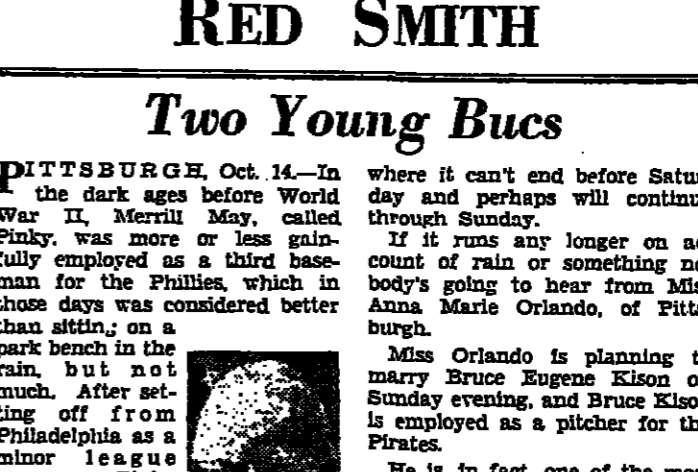 RED SMITH
Two Young Bucs
PITTSBURGH, Oct. 14.—In
the dark ages before World
War II, Merrill May, called
Pinky, was more or less gain-
fully employed as a third base-
man for the Phillies, which in
those days was considered better
than sitting on a
park bench in the
rain, but not
much. After set-
ting off from
Philadelphia as a
minor league
where it can't end before Satur
day and perhaps will continu
through Sunday.
If it runs any longer on ac
count of rain or something no
body's going to hear from Mis
Anna Marie Orlando, of Pitts
burgh.
Miss Orlando is planning t
marry Bruce Eugene Kison o
Sunday evening, and Bruce Kiso
is employed as a pitcher for th
Pirates.
He is, in fact, one of the